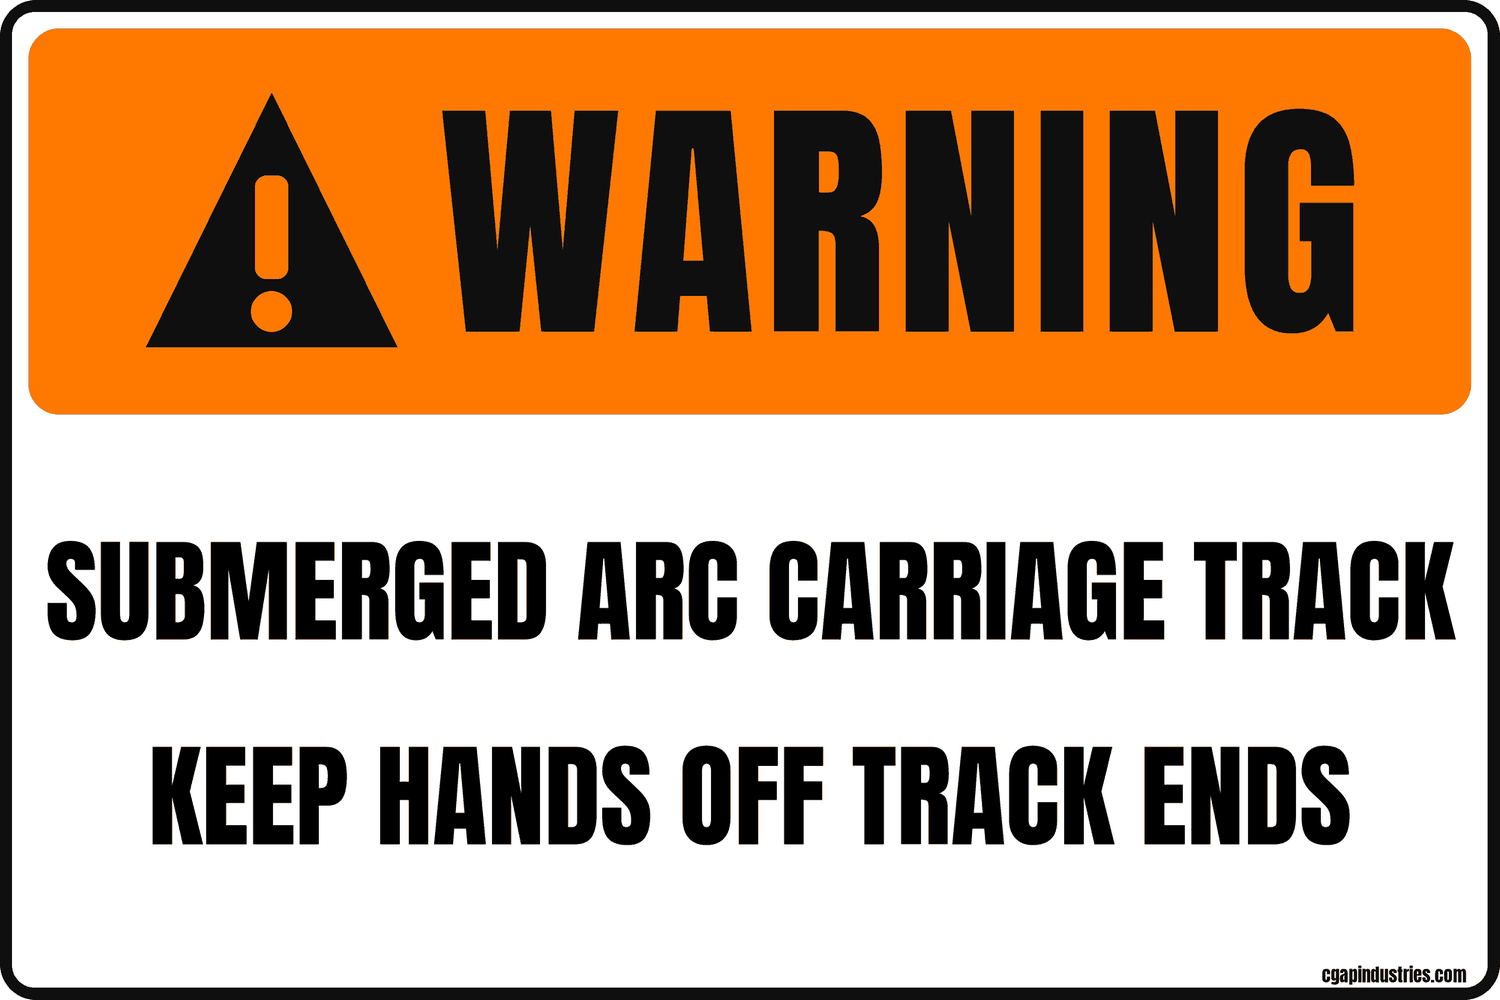 WARNING
SUBMERGED ARC CARRIAGE TRACK
KEEP HANDS OFF TRACK ENDS
cgapindustries.com